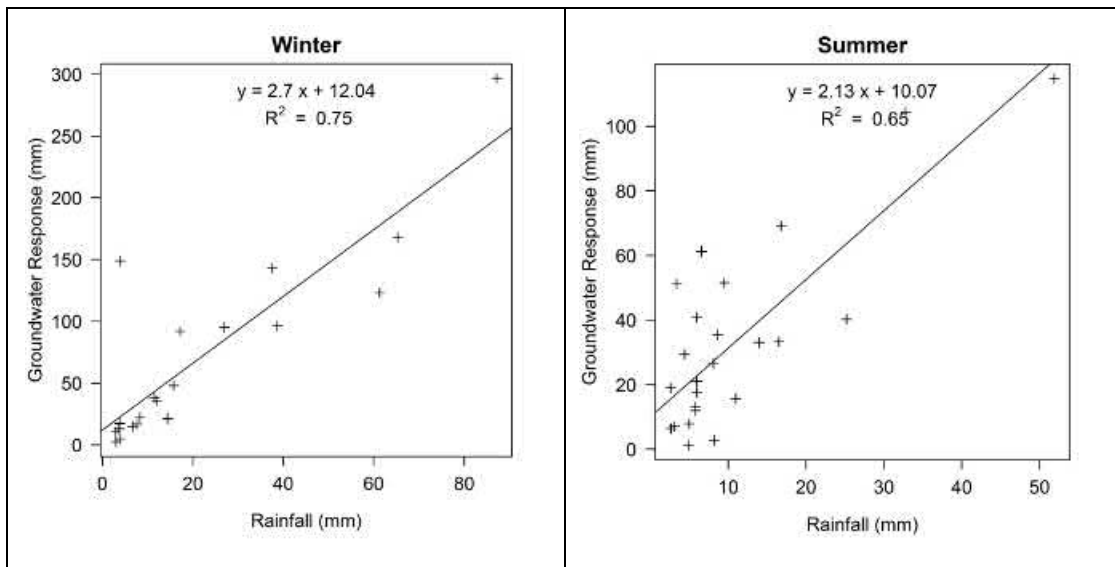 Winter
y = 2.7 x + 12.04
R² = 0.75
300
250
200
150
100
50
0
Groundwater Response (mm)
0 20 40 60 80
Rainfall (mm)
Summer
y = 2.13 x + 10.07
R² = 0.65
100
80
60
40
20
0
Groundwater Response (mm)
10 20 30 40 50
Rainfall (mm)